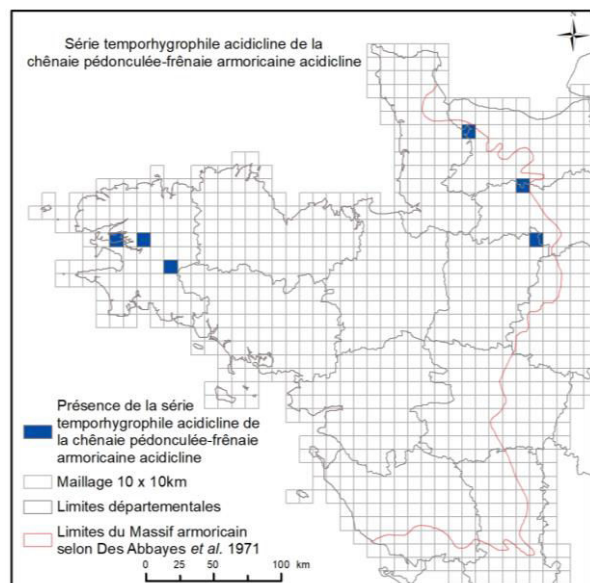 Série temporhygrophile acidicline de la
chênaie pédonculée-frênaie armoricaine acidicline
N
Présence de la série
temporhygrophile acidicline de
la chênaie pédonculée-frênaie
armoricaine acidicline
Maillage 10 x 10km
Limites départementales
Limites du Massif armoricain
selon Des Abbayes et al. 1971
0 25 50 100 km